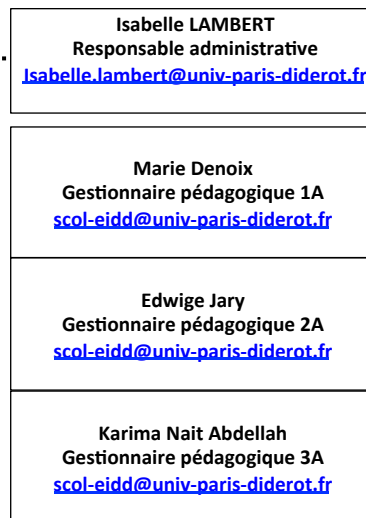 Isabelle LAMBERT
Responsable administrative
Isabelle.lambert@univ-paris-diderot.fr
Marie Denoix
Gestionnaire pédagogique 1A
scol-eidd@univ-paris-diderot.fr
Edwige Jary
Gestionnaire pédagogique 2A
scol-eidd@univ-paris-diderot.fr
Karima Nait Abdellah
Gestionnaire pédagogique 3A
scol-eidd@univ-paris-diderot.fr